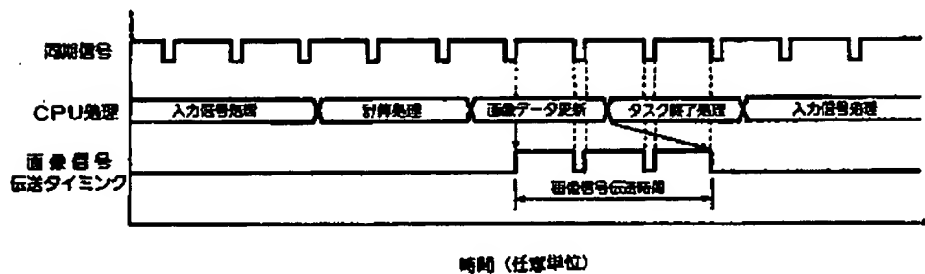 同期信号
CPU処理
入力信号処理
計算処理
画像データ更新
タスク終了処理
入力信号処理
画像信号
伝送タイミング
画像信号伝送時間
時間（任意単位）